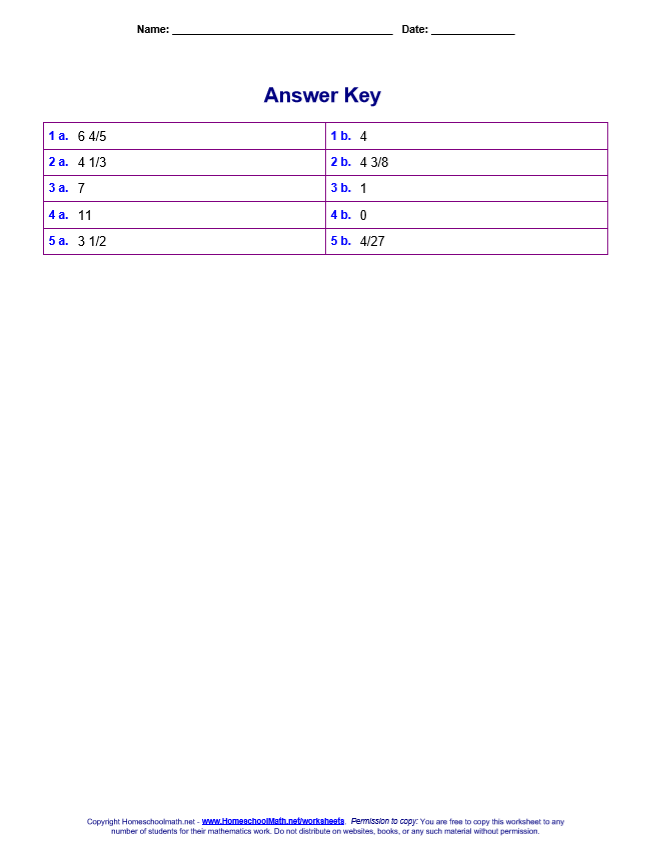 Name: ____________________________________ Date: ______________
Answer Key
1 a. 6 4/5 1 b. 4
2 a. 4 1/3 2 b. 4 3/8
3 a. 7 3 b. 1
4 a. 11 4 b. 0
5 a. 3 1/2 5 b. 4/27
Copyright Homeschoolmath.net - www.HomeschoolMath.net/worksheets. Permission to copy: You are free to copy this worksheet to any
number of students for their mathematics work. Do not distribute on websites, books, or any such material without permission.